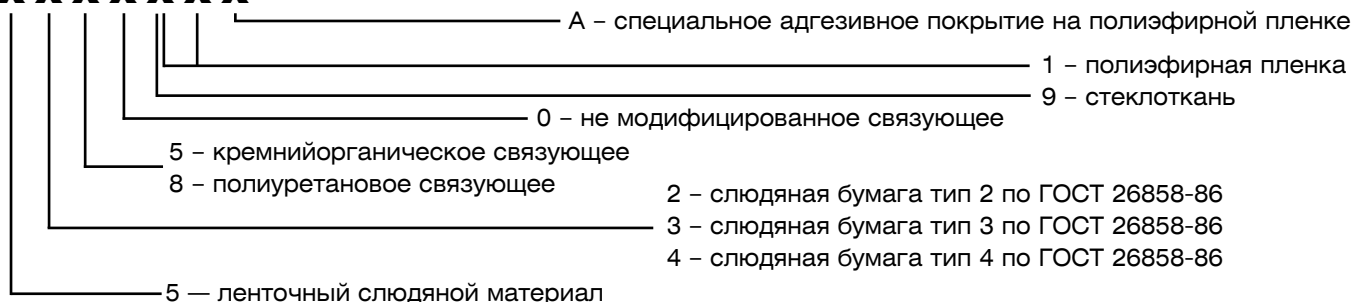 А – специальное адгезивное покрытие на полиэфирной пленке
1 – полиэфирная пленка
9 – стеклоткань
0 – не модифицированное связующее
5 – кремнийорганическое связующее
8 – полиуретановое связующее
2 – слюдяная бумага тип 2 по ГОСТ 26858-86
3 – слюдяная бумага тип 3 по ГОСТ 26858-86
4 – слюдяная бумага тип 4 по ГОСТ 26858-86
5 — ленточный слюдяной материал